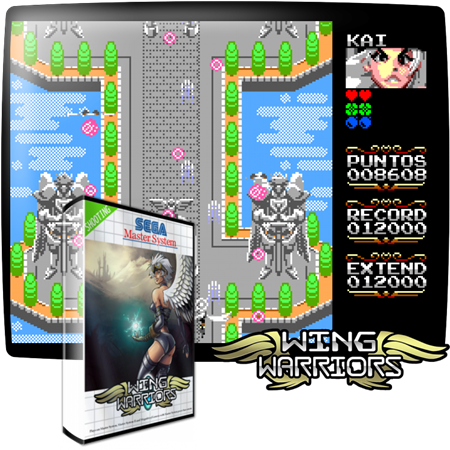 KAI
PUNTOS
008608
RECORD
012000
EXTEND
012000
SHOOTING
SEGA
Master System
WING
WARRIORS
WING
WARRIORS